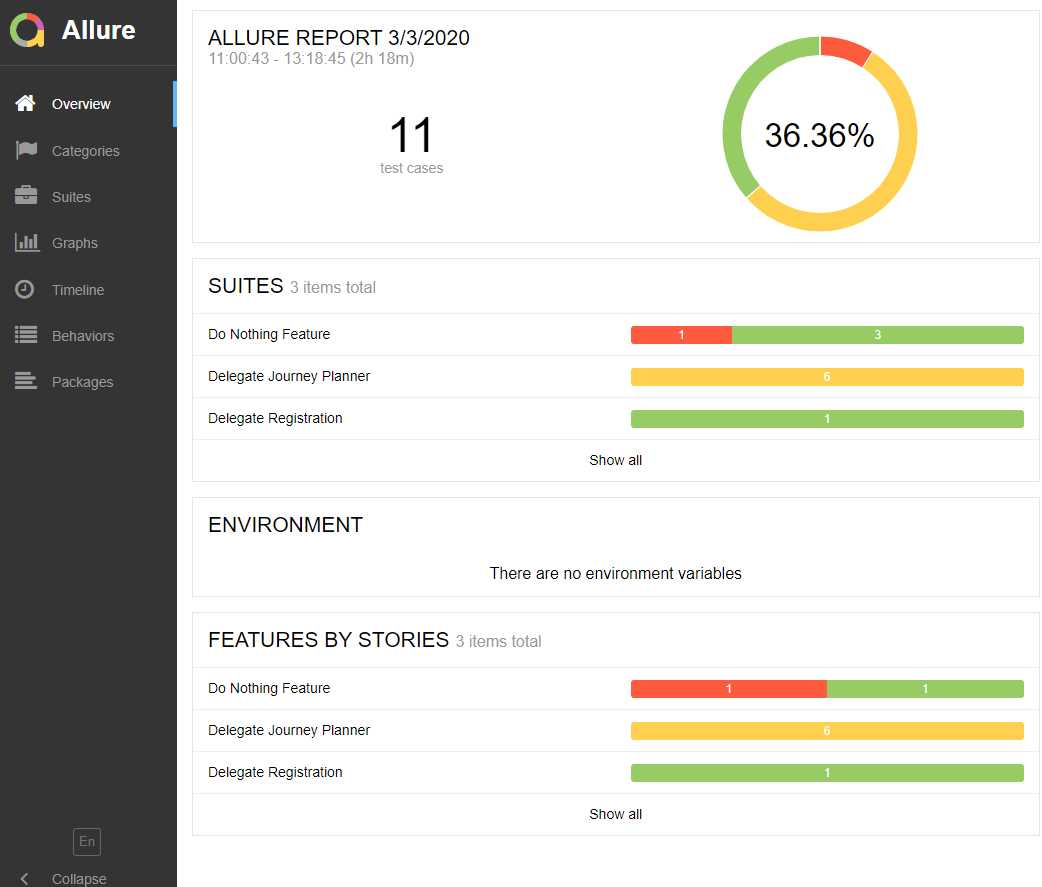 Allure
Overview
Categories
Suites
Graphs
Timeline
Behaviors
Packages
En
Collapse
ALLURE REPORT 3/3/2020
11:00:43 - 13:18:45 (2h 18m)
11
test cases
36.36%
SUITES 3 items total
Do Nothing Feature 1 3
Delegate Journey Planner 6
Delegate Registration 1
Show all
ENVIRONMENT
There are no environment variables
FEATURES BY STORIES 3 items total
Do Nothing Feature 1 1
Delegate Journey Planner 6
Delegate Registration 1
Show all